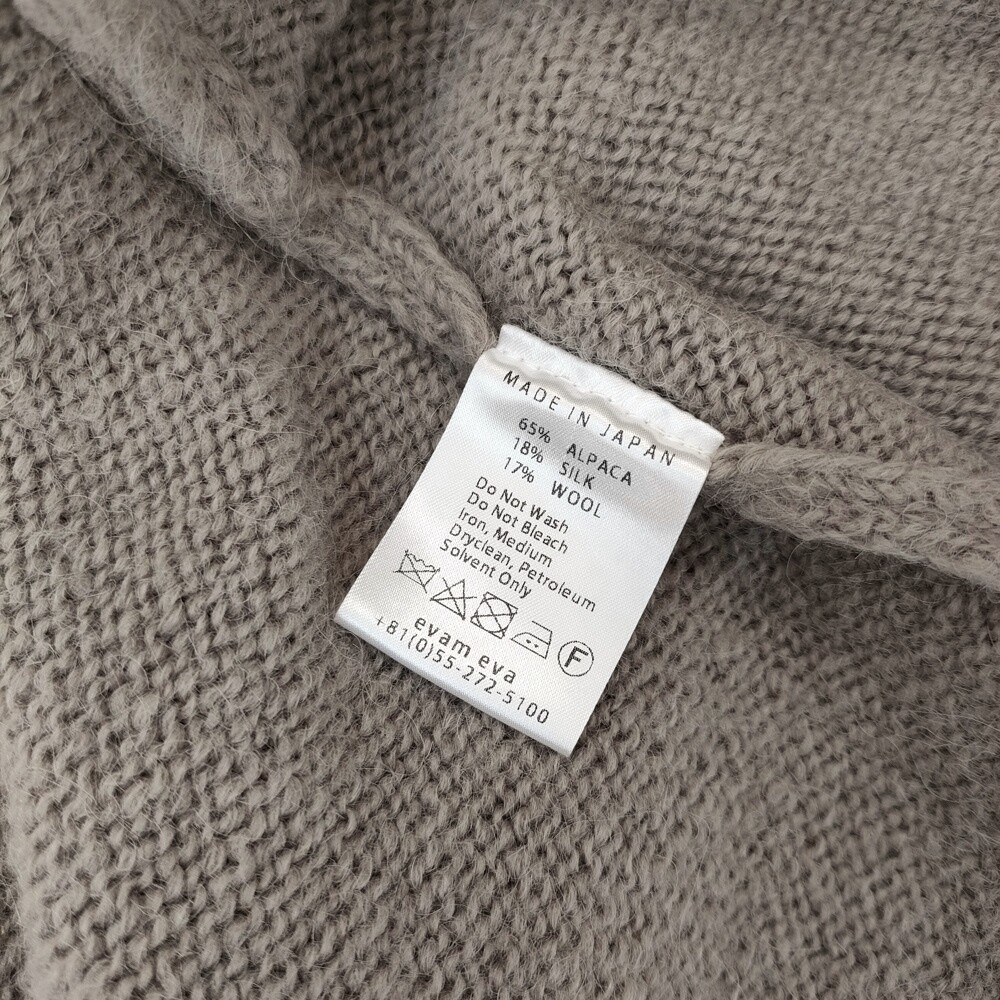 MADE IN JAPAN
65% ALPACA
18% SILK
17% WOOL
Do Not Wash
Do Not Bleach
Iron, Medium
Dryclean, Petroleum
Solvent Only
F
evam eva
+81(0)55-272-5100